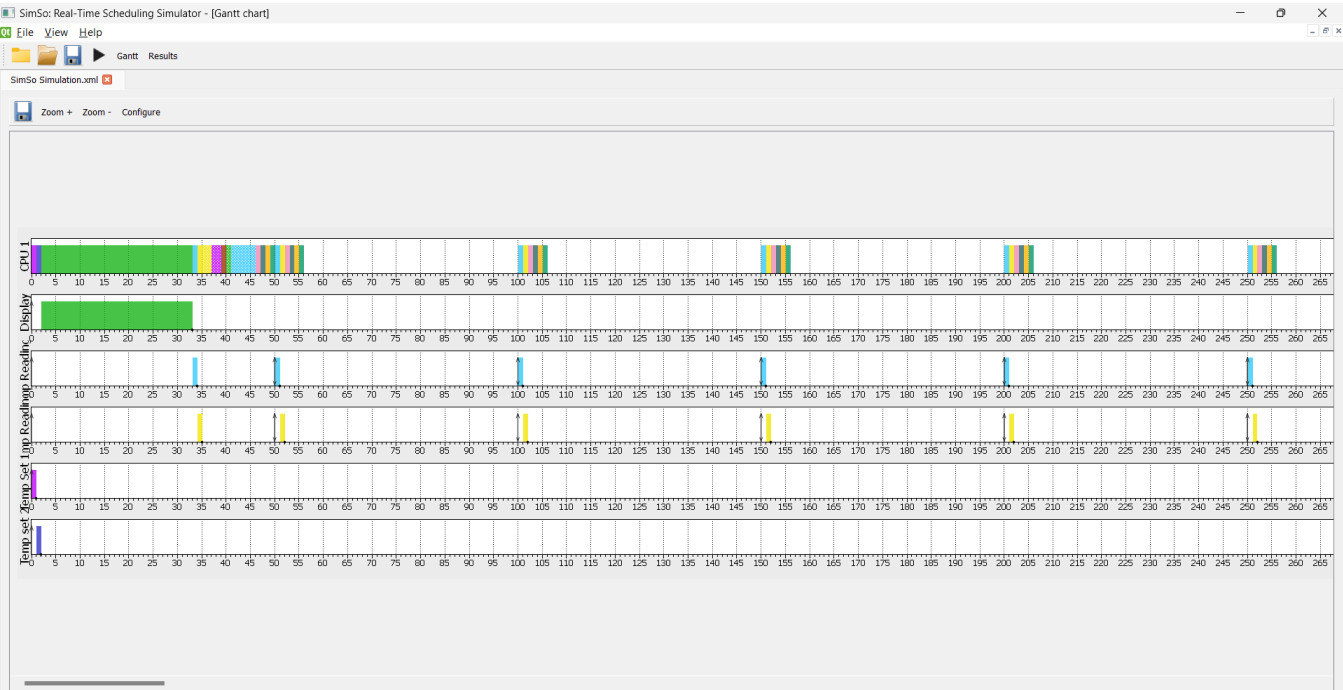 SimSo: Real-Time Scheduling Simulator - [Gantt chart]
File View Help
Gantt Results
SimSo Simulation.xml
Zoom + Zoom - Configure
CPU 1
0 5 10 15 20 25 30 35 40 45 50 55 60 65 70 75 80 85 90 95 100 105 110 115 120 125 130 135 140 145 150 155 160 165 170 175 180 185 190 195 200 205 210 215 220 225 230 235 240 245 250 255 260 265
Display
0 5 10 15 20 25 30 35 40 45 50 55 60 65 70 75 80 85 90 95 100 105 110 115 120 125 130 135 140 145 150 155 160 165 170 175 180 185 190 195 200 205 210 215 220 225 230 235 240 245 250 255 260 265
0 5 10 15 20 25 30 35 40 45 50 55 60 65 70 75 80 85 90 95 100 105 110 115 120 125 130 135 140 145 150 155 160 165 170 175 180 185 190 195 200 205 210 215 220 225 230 235 240 245 250 255 260 265
Reading
0 5 10 15 20 25 30 35 40 45 50 55 60 65 70 75 80 85 90 95 100 105 110 115 120 125 130 135 140 145 150 155 160 165 170 175 180 185 190 195 200 205 210 215 220 225 230 235 240 245 250 255 260 265
Temp Set 1
0 5 10 15 20 25 30 35 40 45 50 55 60 65 70 75 80 85 90 95 100 105 110 115 120 125 130 135 140 145 150 155 160 165 170 175 180 185 190 195 200 205 210 215 220 225 230 235 240 245 250 255 260 265
Temp set 2
0 5 10 15 20 25 30 35 40 45 50 55 60 65 70 75 80 85 90 95 100 105 110 115 120 125 130 135 140 145 150 155 160 165 170 175 180 185 190 195 200 205 210 215 220 225 230 235 240 245 250 255 260 265